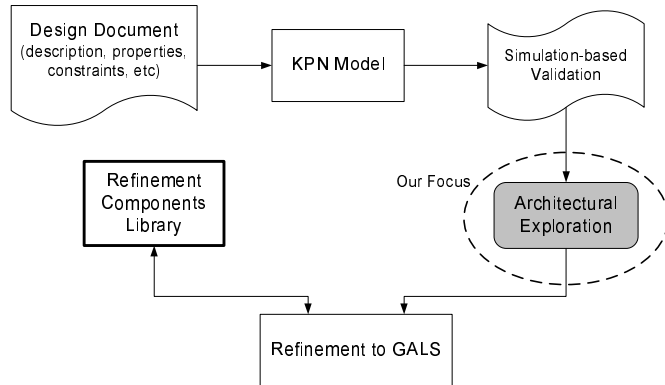 Design Document
(description, properties,
constraints, etc)
KPN Model
Simulation-based
Validation
Our Focus
Architectural
Exploration
Refinement
Components
Library
Refinement to GALS